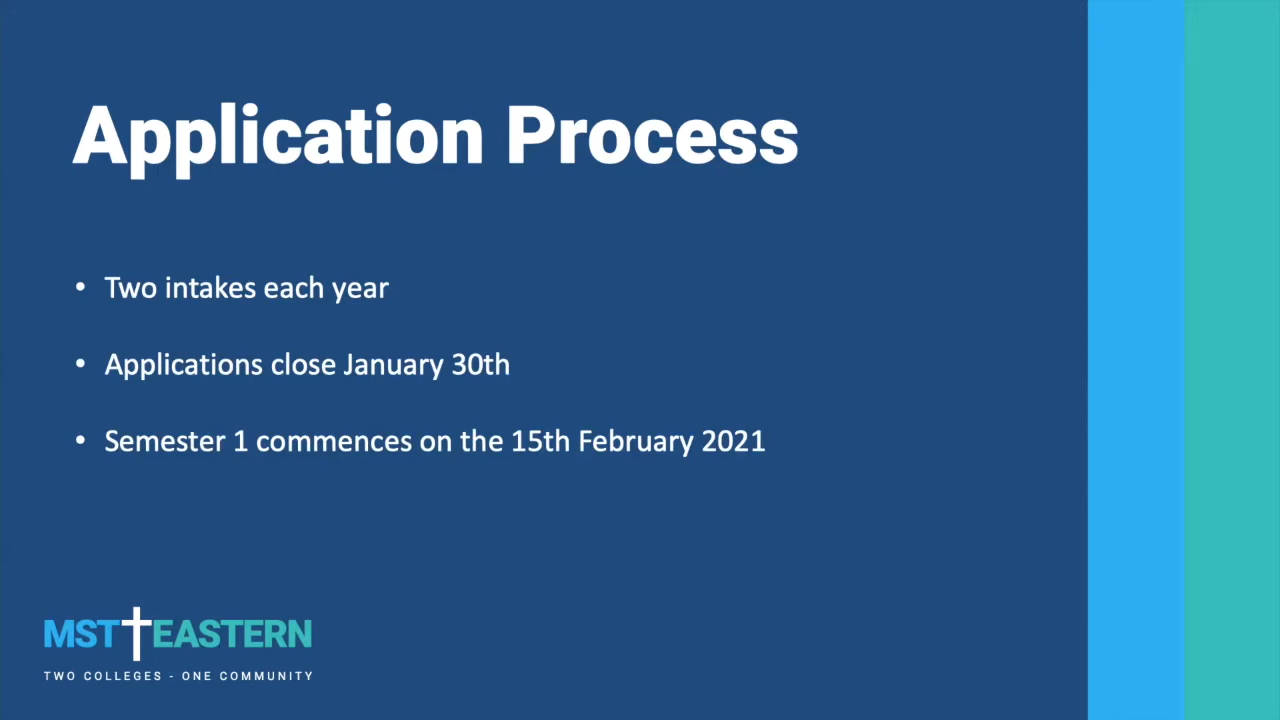 Application Process
• Two intakes each year
• Applications close January 30th
• Semester 1 commences on the 15th February 2021
MST EASTERN
TWO COLLEGES - ONE COMMUNITY